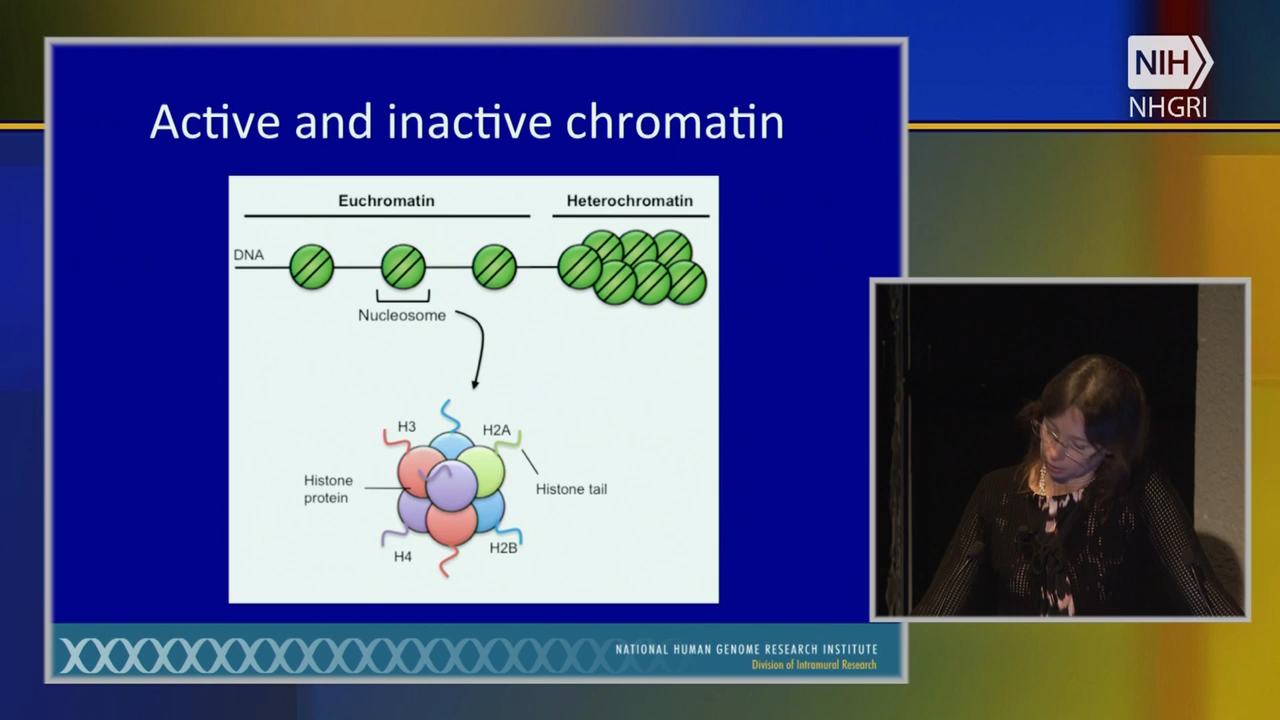 NIH
NHGRI
Active and inactive chromatin
Euchromatin
Heterochromatin
DNA
Nucleosome
H3
H2A
Histone
protein
Histone tail
H4
H2B
NATIONAL HUMAN GENOME RESEARCH INSTITUTE
Division of Intramural Research